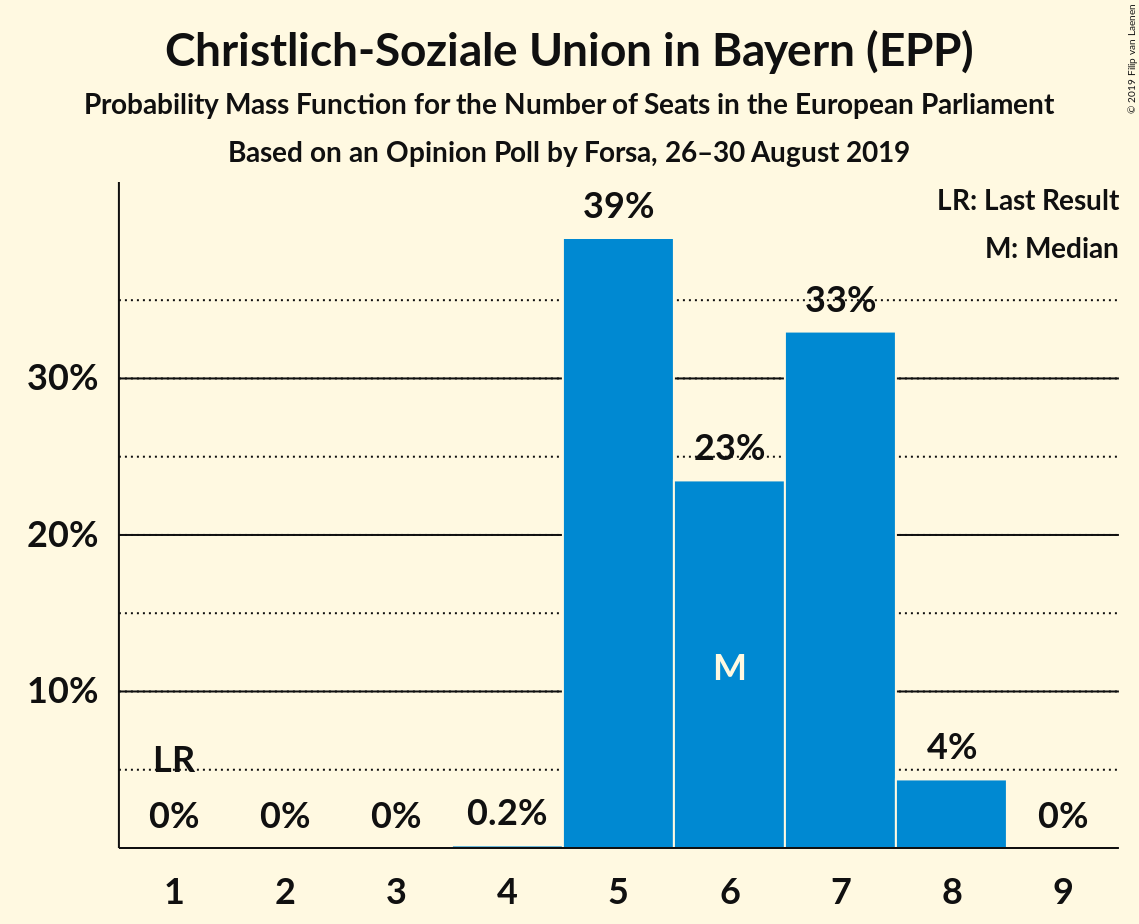 Christlich-Soziale Union in Bayern (EPP)
Probability Mass Function for the Number of Seats in the European Parliament
Based on an Opinion Poll by Forsa, 26–30 August 2019
© 2019 Filip van Laenen
LR: Last Result
M: Median
39%
33%
30%
23%
20%
M
10%
LR
4%
0% 0% 0% 0.2% 0%
1 2 3 4 5 6 7 8 9